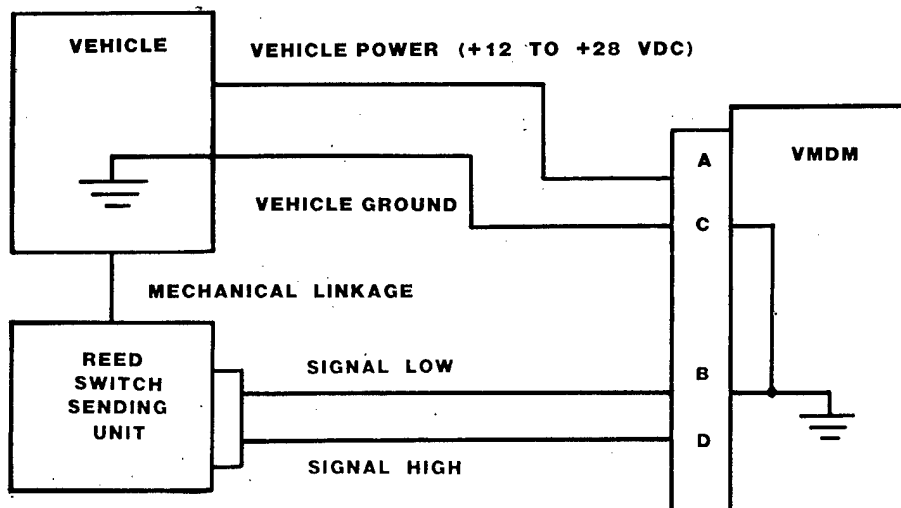 VEHICLE
VEHICLE POWER (+12 TO +28 VDC)
A
VMDM
VEHICLE GROUND
C
MECHANICAL LINKAGE
REED
SWITCH
SENDING
UNIT
SIGNAL LOW
B
D
SIGNAL HIGH